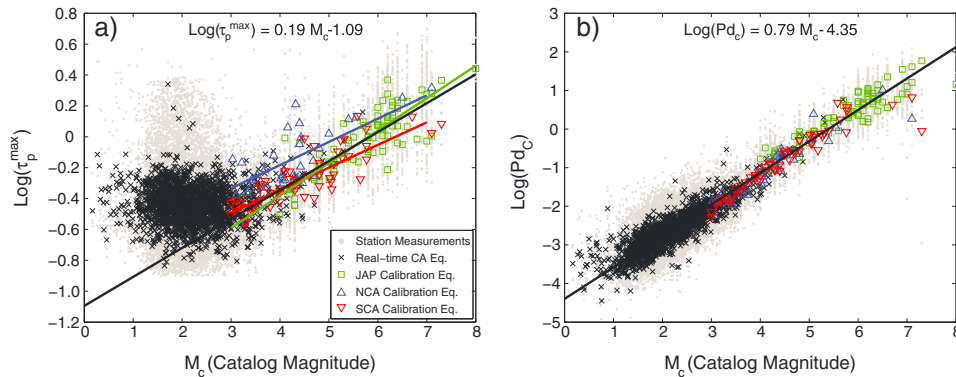 a)
Log(τp^max) = 0.19 Mc-1.09
Log(τp^max)
0.8
0.6
0.4
0.2
0
-0.2
-0.4
-0.6
-0.8
-1.0
-1.2
Station Measurements
Real-time CA Eq.
JAP Calibration Eq.
NCA Calibration Eq.
SCA Calibration Eq.
0 1 2 3 4 5 6 7 8
Mc (Catalog Magnitude)
b)
Log(Pdc) = 0.79 Mc-4.35
Log(PdC)
3
2
1
0
-1
-2
-3
-4
-5
0 1 2 3 4 5 6 7 8
Mc (Catalog Magnitude)